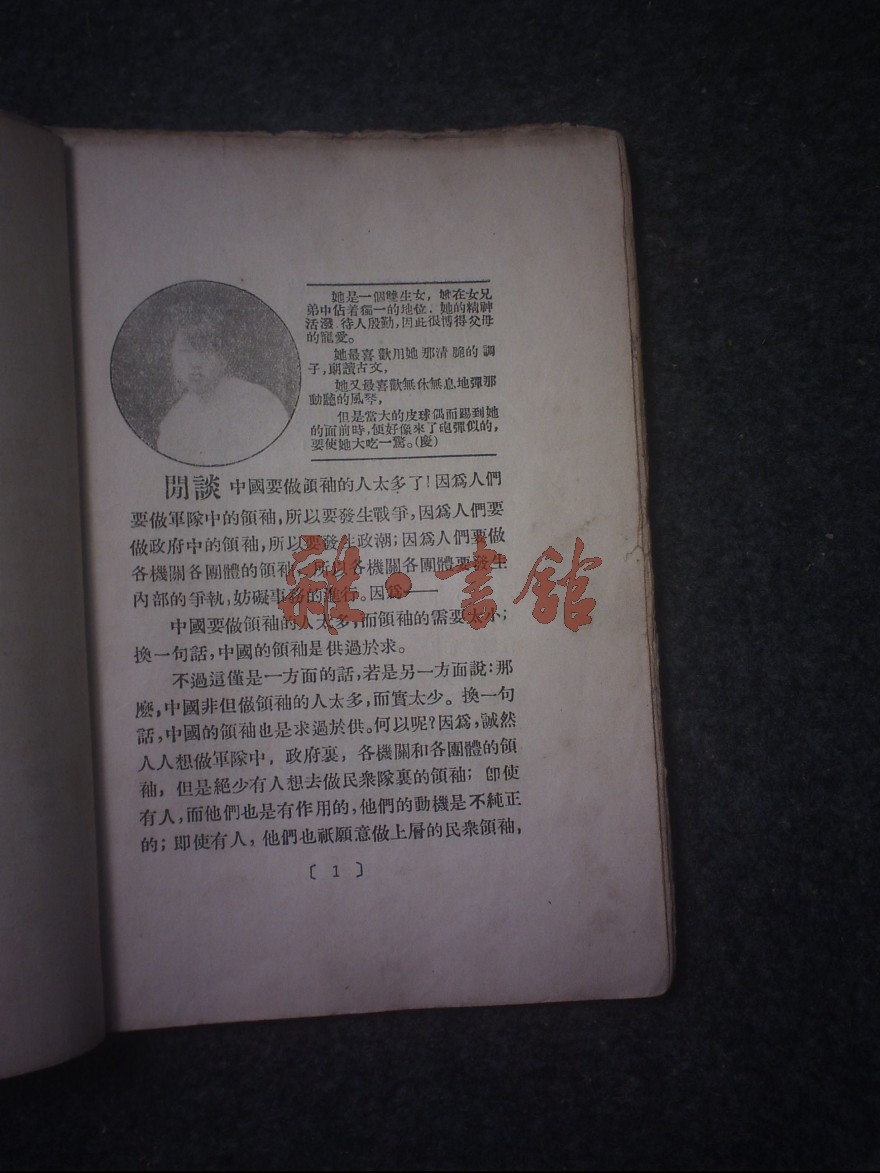 她是一個雙生女，她在女兄
弟中佔着獨一的地位．她的精神
活潑．待人殷勤，因此很博得父母
的寵愛。
她最喜歡用她那清脆的調
子，朗讀古文，
她又最喜歡無休無息地彈那
動聽的風琴，
但是當大的皮球偶而踢到她
的面前時，便好像來了砲彈似的，
要使她大吃一驚。(慶)
閒談 中國要做領袖的人太多了！因爲人們
要做軍隊中的領袖，所以要發生戰爭，因爲人們要
做政府中的領袖，所以要發生政潮；因爲人們要做
各機關各團體的領袖，所以各機關各團體要發生
內部的爭執，妨礙事務的進行。因爲——
中國要做領袖的人太多，而領袖的需要太小；
換一句話，中國的領袖是供過於求。
不過這僅是一方面的話，若是另一方面說：那
麽，中國非但做領袖的人太多，而實太少。換一句
話，中國的領袖也是求過於供。何以呢？因爲，誠然
人人想做軍隊中，政府裏，各機關和各團體的領
袖，但是絕少有人想去做民衆隊裏的領袖；卽使
有人，而他們也是有作用的，他們的動機是不純正
的；卽使有人，他們也祇願意做上層的民衆領袖，
〔 1 〕
雜·書館